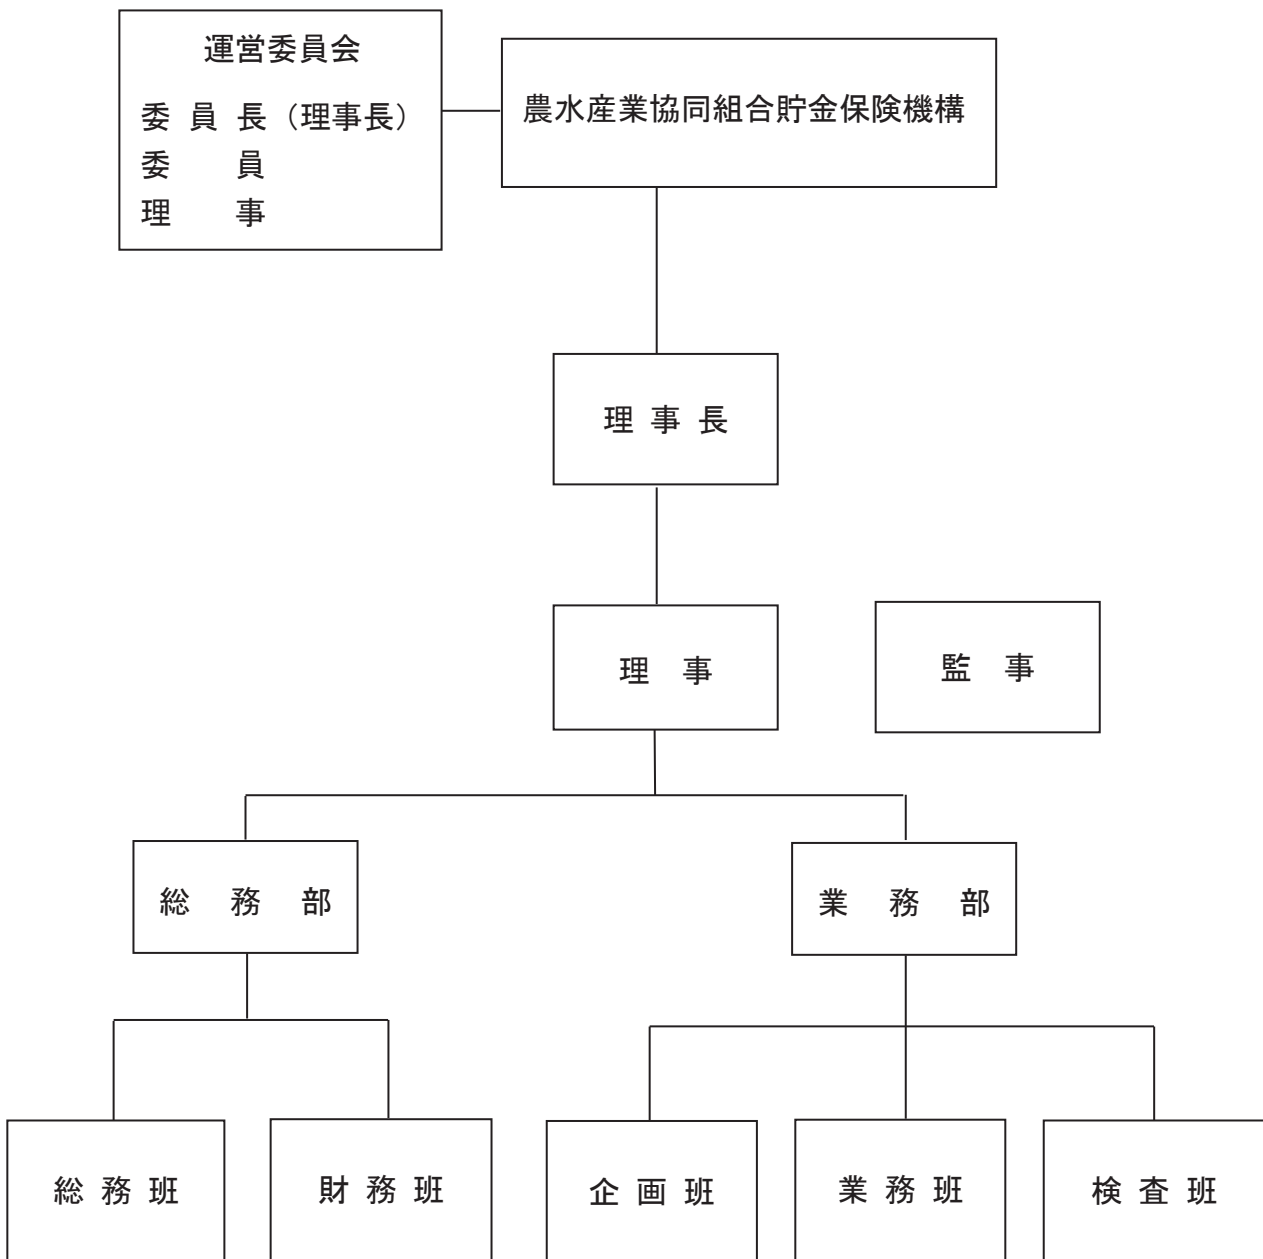 運営委員会
委員長（理事長）
委員
理事
農水産業協同組合貯金保険機構
理事長
理事
監事
総務部
業務部
総務班
財務班
企画班
業務班
検査班